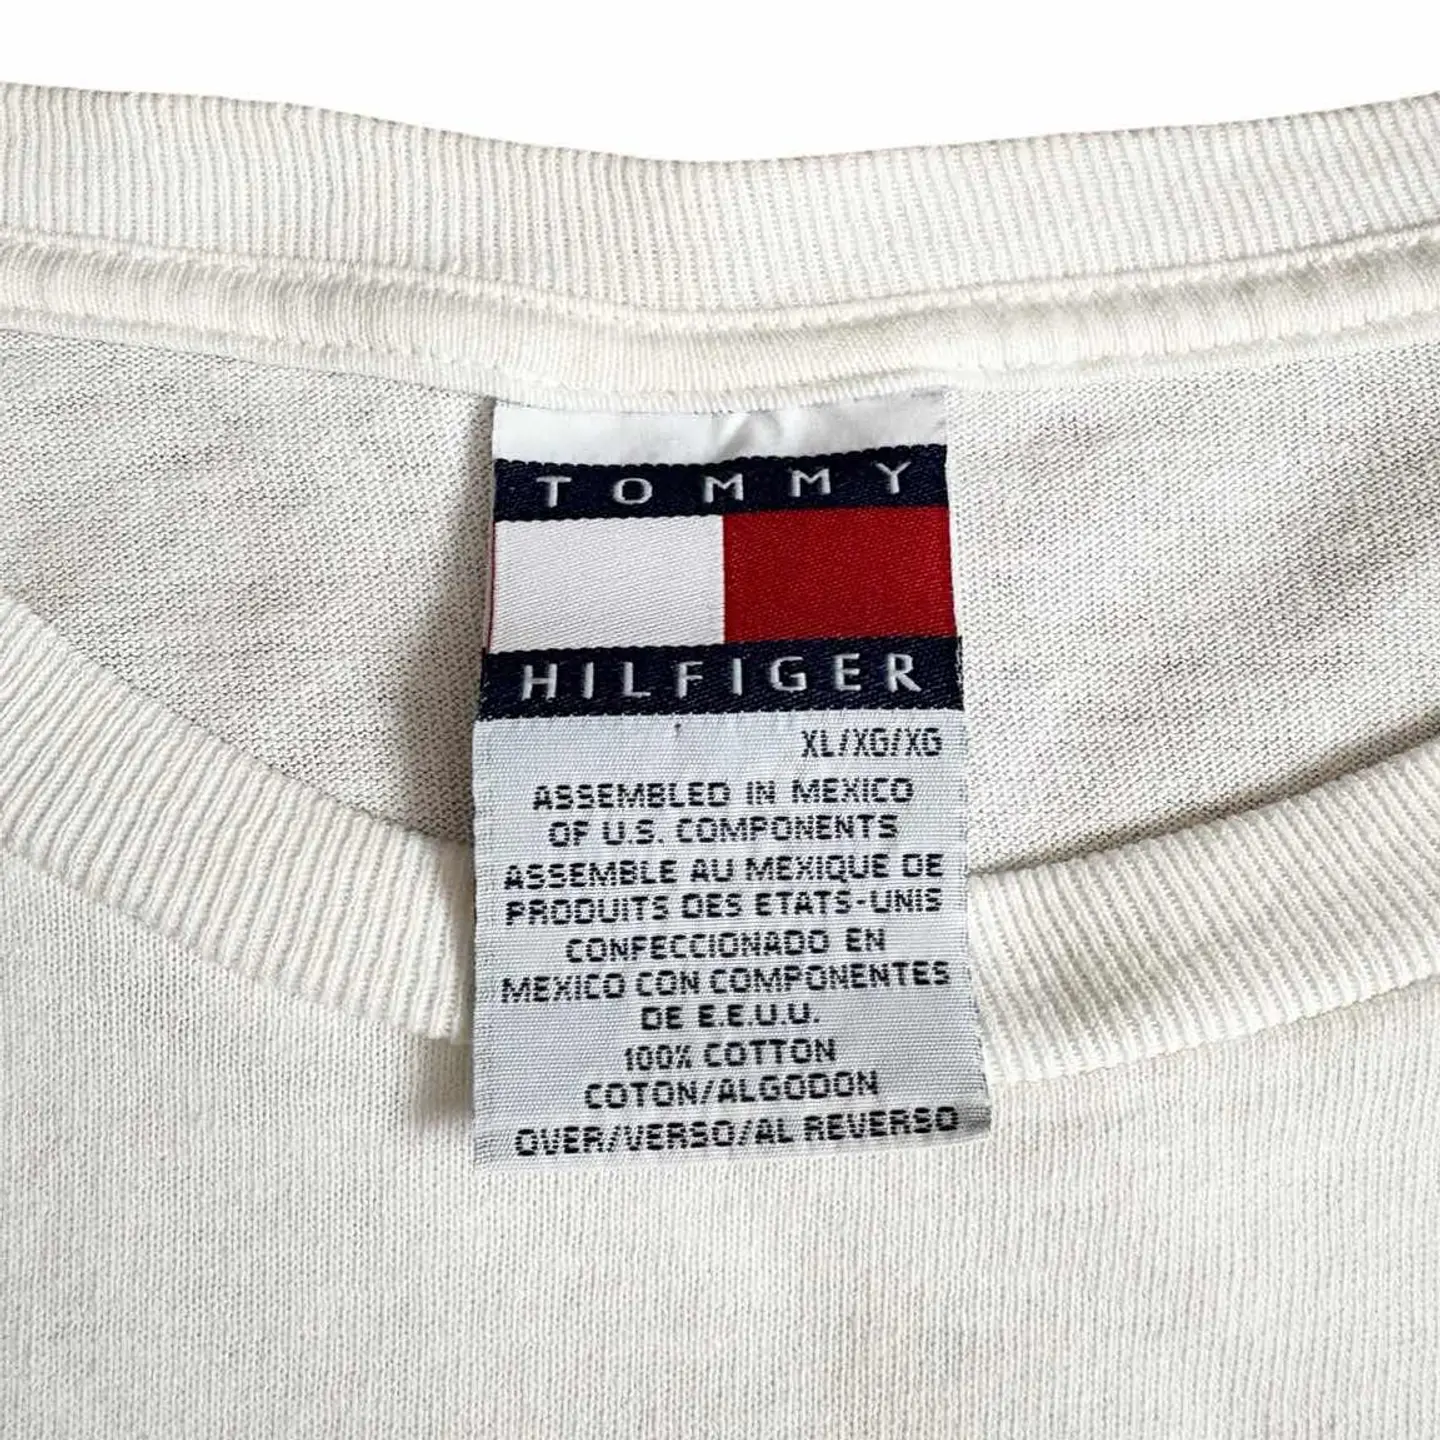 TOMMY
HILFIGER
XL/XG/XG
ASSEMBLED IN MEXICO
OF U.S. COMPONENTS
ASSEMBLE AU MEXIQUE DE
PRODUITS DES ETATS-UNIS
CONFECCIONADO EN
MEXICO CON COMPONENTES
DE E.E.U.U.
100% COTTON
COTON/ALGODON
OVER/VERSO/AL REVERSO